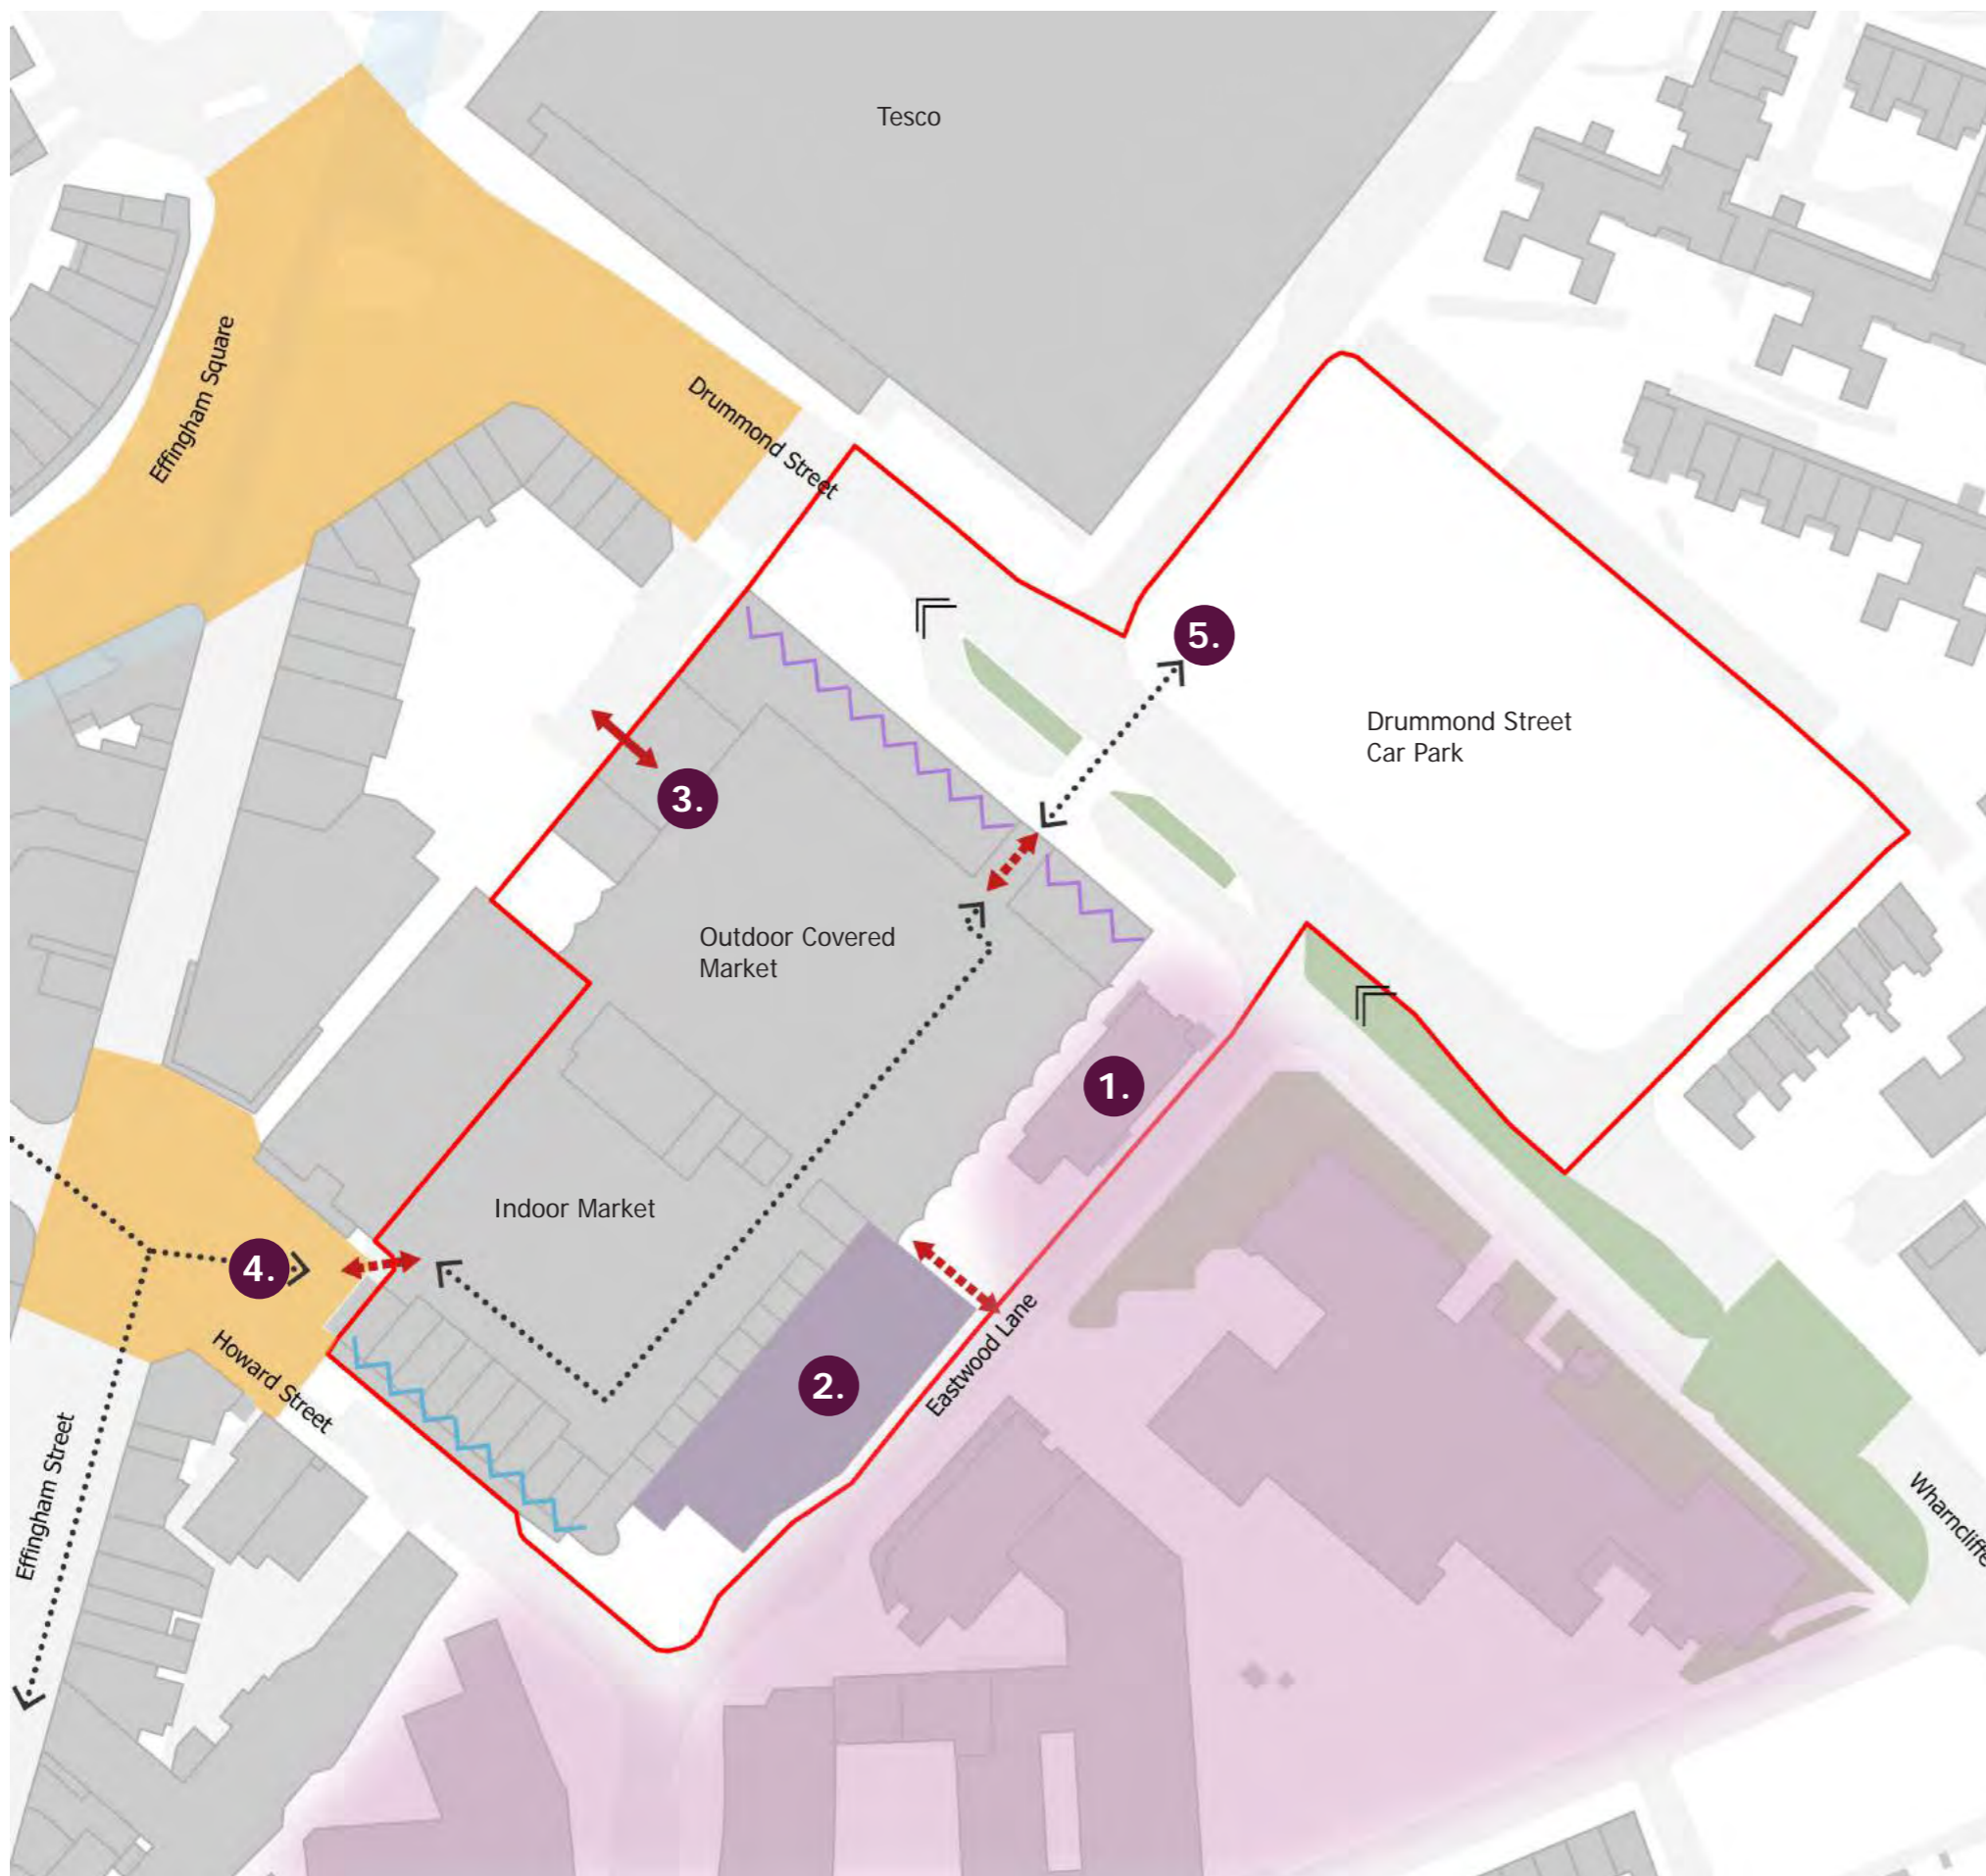 Tesco
Effingham Square
Drummond Street
5.
Drummond Street
Car Park
3.
Outdoor Covered
Market
1.
Indoor Market
4.
2.
Howard Street
Eastwood Lane
Effingham Street
Wharncliffe